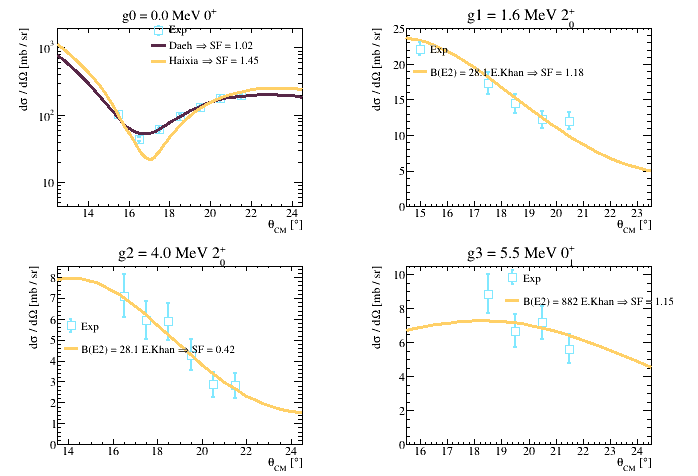 g0 = 0.0 MeV 0⁺
dσ / dΩ [mb / sr]
10³
10²
10
Exp
Daeh ⇒ SF = 1.02
Haixia ⇒ SF = 1.45
14 16 18 20 22 24
θ_CM [°]
g1 = 1.6 MeV 2⁺₀
dσ / dΩ [mb / sr]
25
20
15
10
5
0
Exp
B(E2) = 28.1 E.Khan ⇒ SF = 1.18
15 16 17 18 19 20 21 22 23
θ_CM [°]
g2 = 4.0 MeV 2⁺₀
dσ / dΩ [mb / sr]
8
7
6
5
4
3
2
1
0
Exp
B(E2) = 28.1 E.Khan ⇒ SF = 0.42
14 16 18 20 22 24
θ_CM [°]
g3 = 5.5 MeV 0⁺₁
dσ / dΩ [mb / sr]
10
8
6
4
2
0
Exp
B(E2) = 882 E.Khan ⇒ SF = 1.15
16 17 18 19 20 21 22 23 24
θ_CM [°]